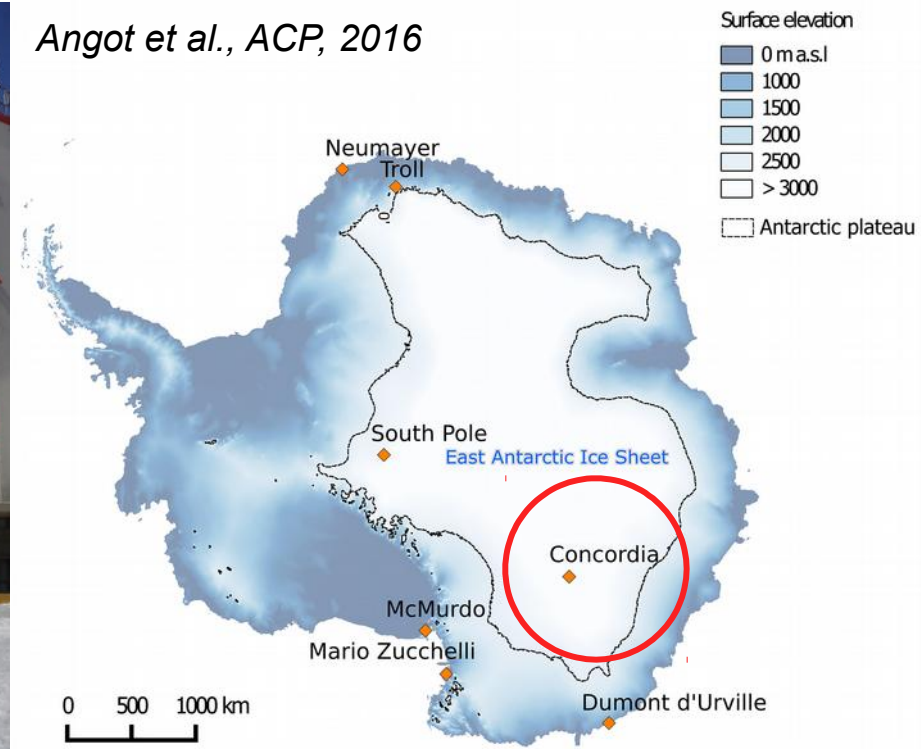 Angot et al., ACP, 2016
Surface elevation
0 m a.s.l
1000
1500
2000
2500
> 3000
Antarctic plateau
Neumayer
Troll
South Pole
East Antarctic Ice Sheet
Concordia
McMurdo
Mario Zucchelli
Dumont d'Urville
0 500 1000 km